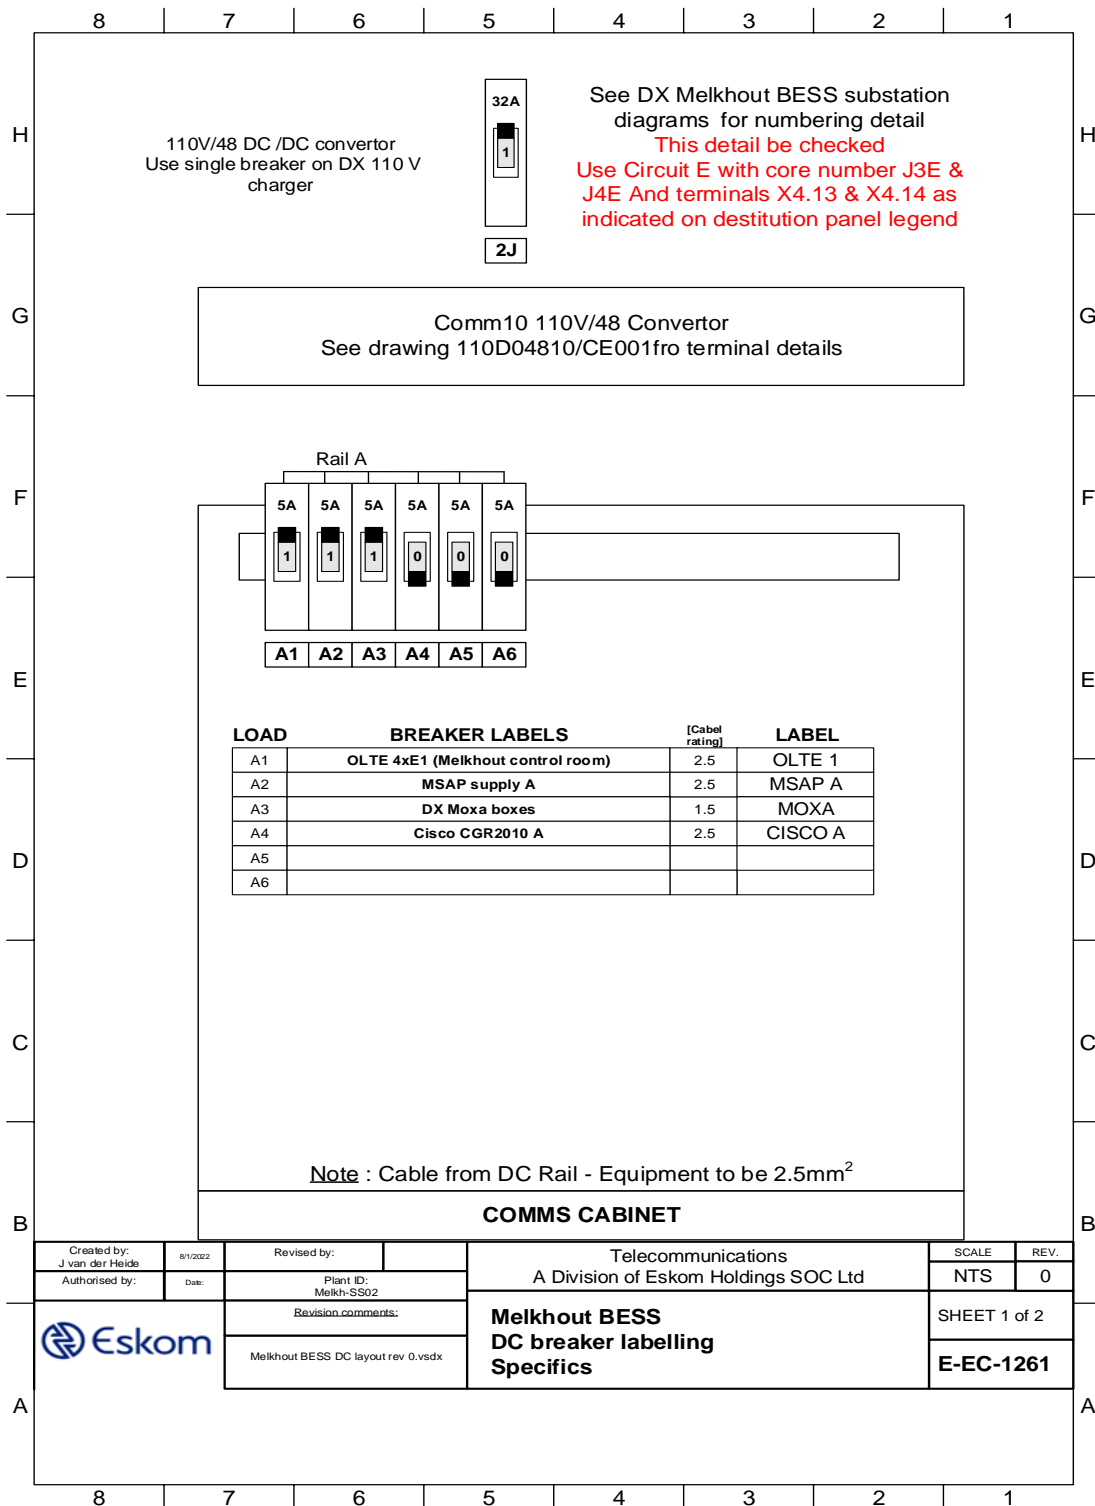 8 7 6 5 4 3 2 1
H
H
32A
1
2J
110V/48 DC /DC convertor
Use single breaker on DX 110 V
charger
See DX Melkhout BESS substation
diagrams for numbering detail
This detail be checked
Use Circuit E with core number J3E &
J4E And terminals X4.13 & X4.14 as
indicated on destitution panel legend
G
G
Comm10 110V/48 Convertor
See drawing 110D04810/CE001fro terminal details
F
F
Rail A
5A 5A 5A 5A 5A 5A
1 1 1 0 0 0
A1 A2 A3 A4 A5 A6
E
E
LOAD BREAKER LABELS [Cabel rating] LABEL
A1 OLTE 4xE1 (Melkhout control room) 2.5 OLTE 1
A2 MSAP supply A 2.5 MSAP A
A3 DX Moxa boxes 1.5 MOXA
A4 Cisco CGR2010 A 2.5 CISCO A
A5
A6
D
D
C
C
Note : Cable from DC Rail - Equipment to be 2.5mm²
COMMS CABINET
B
B
Created by:
J van der Heide
8/1/2022
Revised by:
Authorised by:
Date:
Plant ID:
Melkh-SS02
Revision comments:
Melkhout BESS DC layout rev 0.vsdx
Eskom
Telecommunications
A Division of Eskom Holdings SOC Ltd
Melkhout BESS
DC breaker labelling
Specifics
SCALE REV.
NTS 0
SHEET 1 of 2
E-EC-1261
A
A
8 7 6 5 4 3 2 1